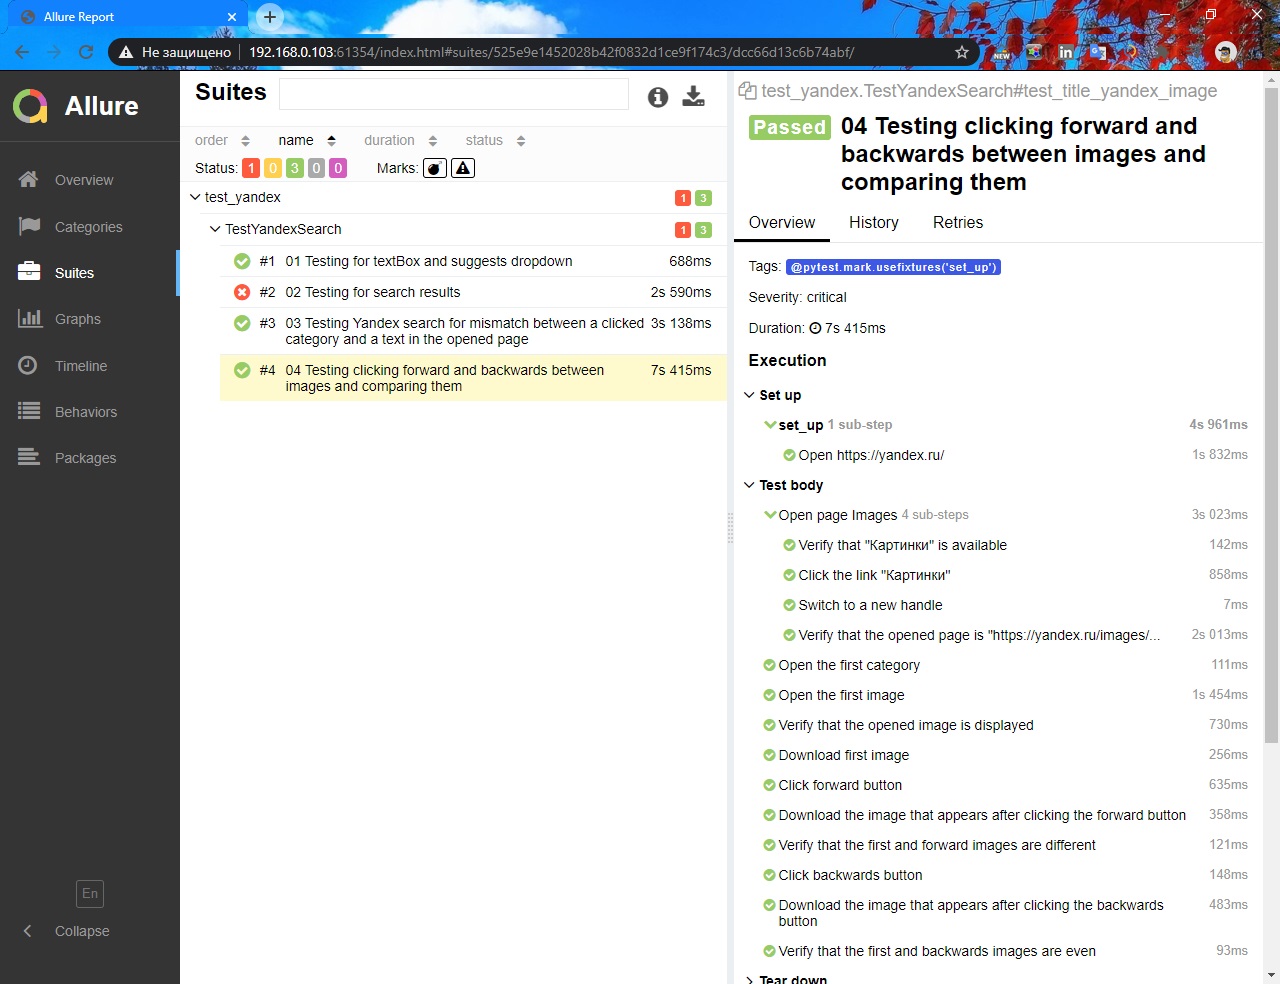 Allure Report
Не защищено
192.168.0.103:61354/index.html#suites/525e9e1452028b42f0832d1ce9f174c3/dcc66d13c6b74abf/
NEW
in
Allure
Overview
Categories
Suites
Graphs
Timeline
Behaviors
Packages
En
Collapse
Suites
order name duration status
Status: 1 0 3 0 0 Marks:
test_yandex 1 3
TestYandexSearch 1 3
#1 01 Testing for textBox and suggests dropdown 688ms
#2 02 Testing for search results 2s 590ms
#3 03 Testing Yandex search for mismatch between a clicked 3s 138ms
category and a text in the opened page
#4 04 Testing clicking forward and backwards between 7s 415ms
images and comparing them
test_yandex.TestYandexSearch#test_title_yandex_image
Passed 04 Testing clicking forward and
backwards between images and
comparing them
Overview History Retries
Tags: @pytest.mark.usefixtures('set_up')
Severity: critical
Duration: 7s 415ms
Execution
Set up
set_up 1 sub-step 4s 961ms
Open https://yandex.ru/ 1s 832ms
Test body
Open page Images 4 sub-steps 3s 023ms
Verify that "Картинки" is available 142ms
Click the link "Картинки" 858ms
Switch to a new handle 7ms
Verify that the opened page is "https://yandex.ru/images/... 2s 013ms
Open the first category 111ms
Open the first image 1s 454ms
Verify that the opened image is displayed 730ms
Download first image 256ms
Click forward button 635ms
Download the image that appears after clicking the forward button 358ms
Verify that the first and forward images are different 121ms
Click backwards button 148ms
Download the image that appears after clicking the backwards 483ms
button
Verify that the first and backwards images are even 93ms
Tear down